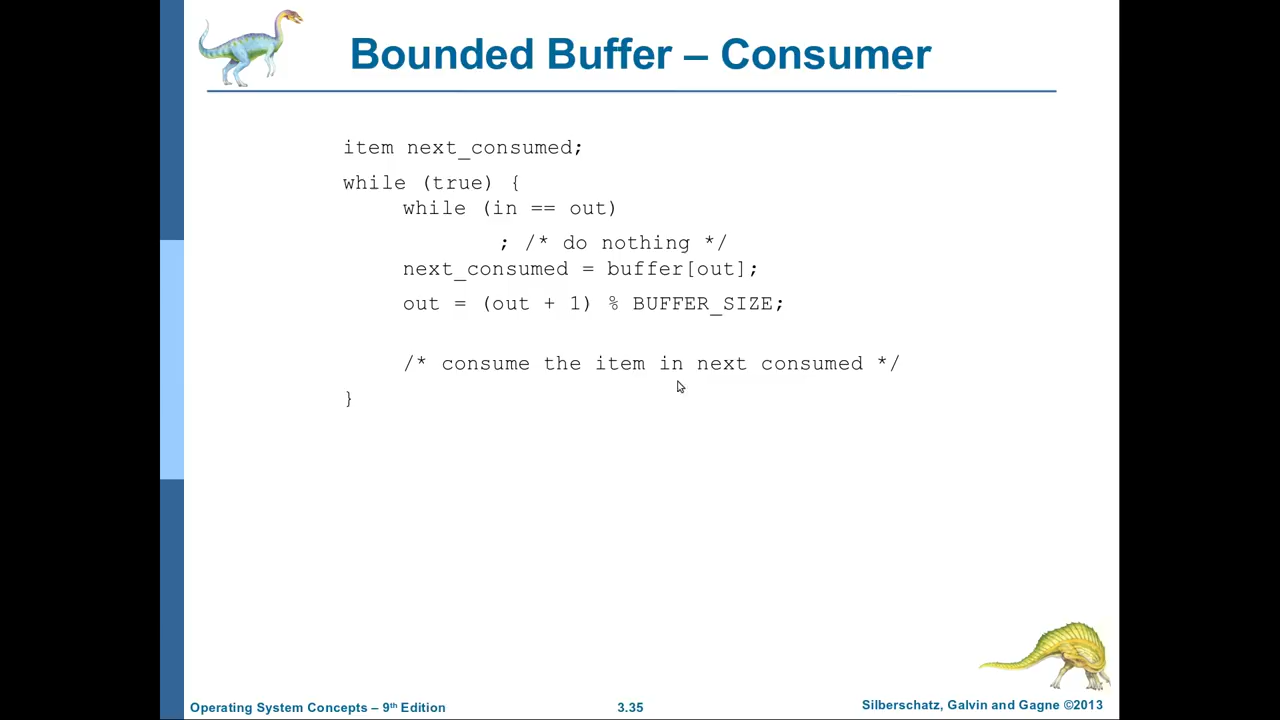 Bounded Buffer – Consumer
item next_consumed;
while (true) {
while (in == out)
; /* do nothing */
next_consumed = buffer[out];
out = (out + 1) % BUFFER_SIZE;
/* consume the item in next consumed */
}
Operating System Concepts – 9th Edition
3.35
Silberschatz, Galvin and Gagne ©2013